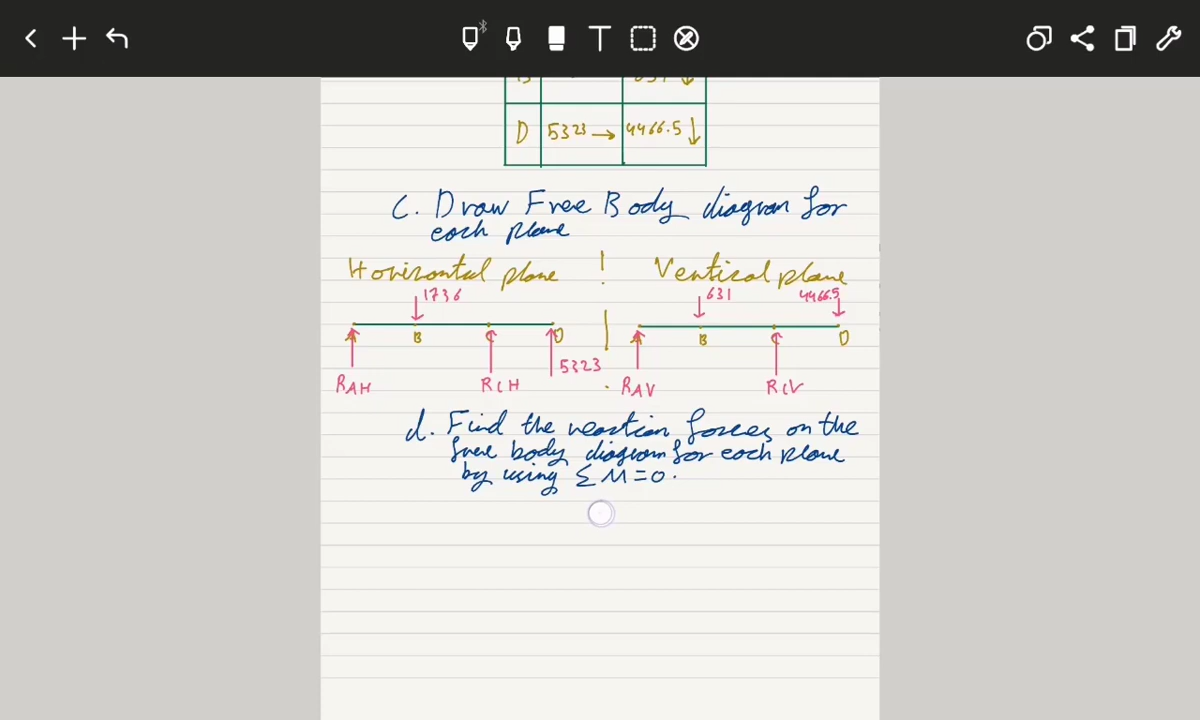 D 5323 → 4466.5 ↓
C. Draw Free Body diagram for
each plane
Horizontal plane
Vertical plane
1736
631
4466.5
A B C D
A B C D
5323
RAH
RCH
RAV
RCV
d. Find the reaction forces on the
free body diagram for each plane
by using ΣM=0.